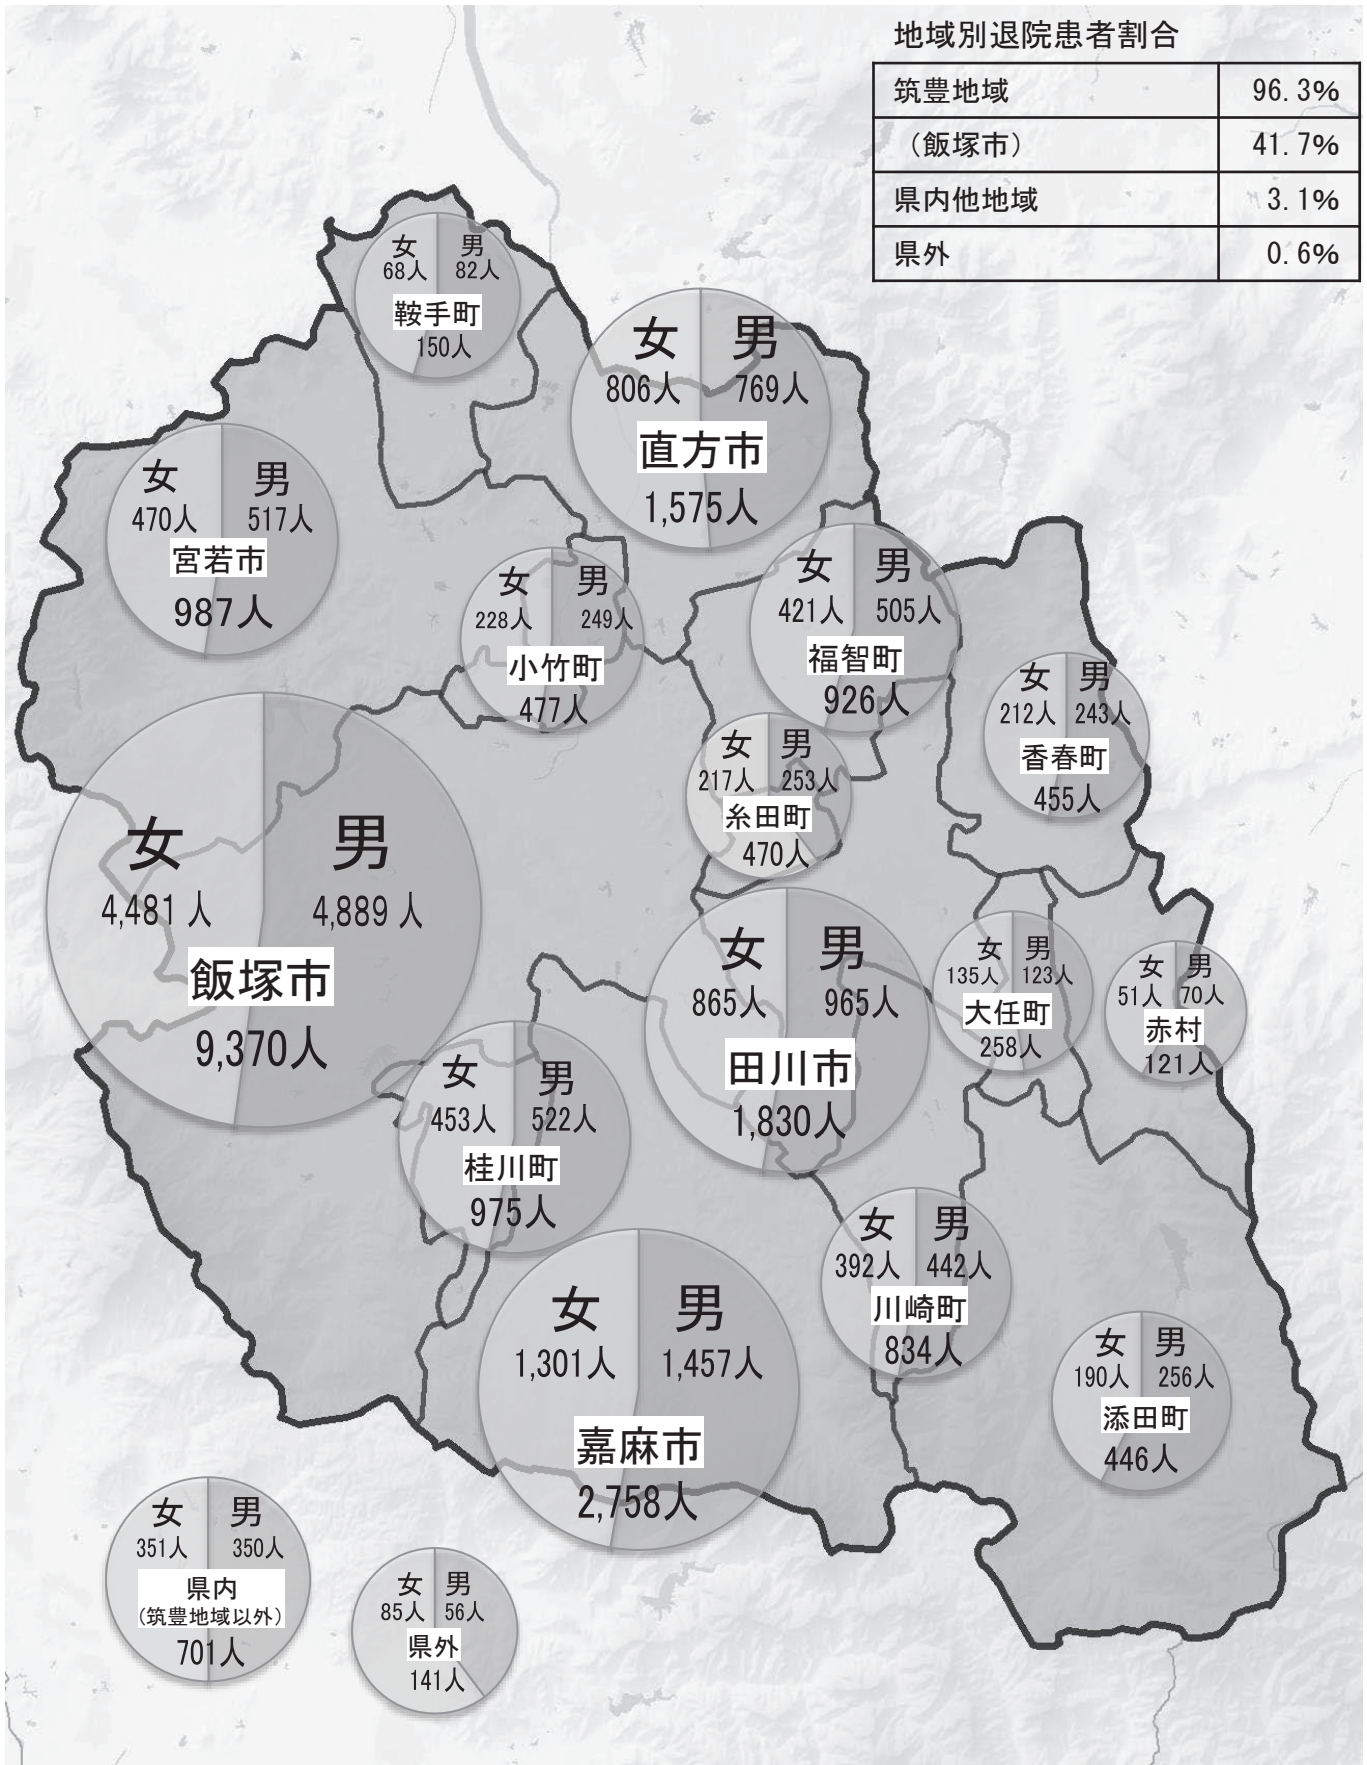 地域別退院患者割合
筑豊地域 96.3%
（飯塚市） 41.7%
県内他地域 3.1%
県外 0.6%
女 男
68人 82人
鞍手町
150人
女 男
806人 769人
直方市
1,575人
女 男
470人 517人
宮若市
987人
女 男
228人 249人
小竹町
477人
女 男
421人 505人
福智町
926人
女 男
212人 243人
香春町
455人
女 男
217人 253人
糸田町
470人
女 男
4,481人 4,889人
飯塚市
9,370人
女 男
865人 965人
田川市
1,830人
女 男
135人 123人
大任町
258人
女 男
51人 70人
赤村
121人
女 男
453人 522人
桂川町
975人
女 男
392人 442人
川崎町
834人
女 男
1,301人 1,457人
嘉麻市
2,758人
女 男
190人 256人
添田町
446人
女 男
351人 350人
県内
（筑豊地域以外）
701人
女 男
85人 56人
県外
141人